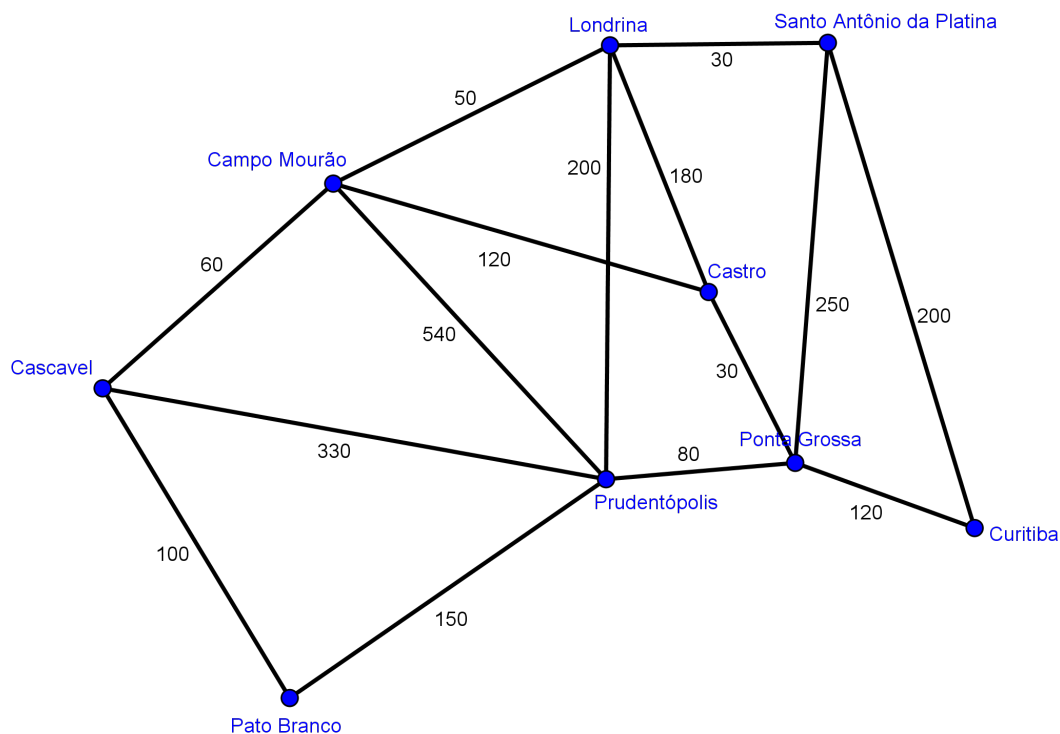 Santo Antônio da Platina
Londrina
30
50
Campo Mourão
200
180
120
60
Castro
250
200
540
Cascavel
30
330
Ponta Grossa
80
Prudentópolis
120
Curitiba
100
150
Pato Branco